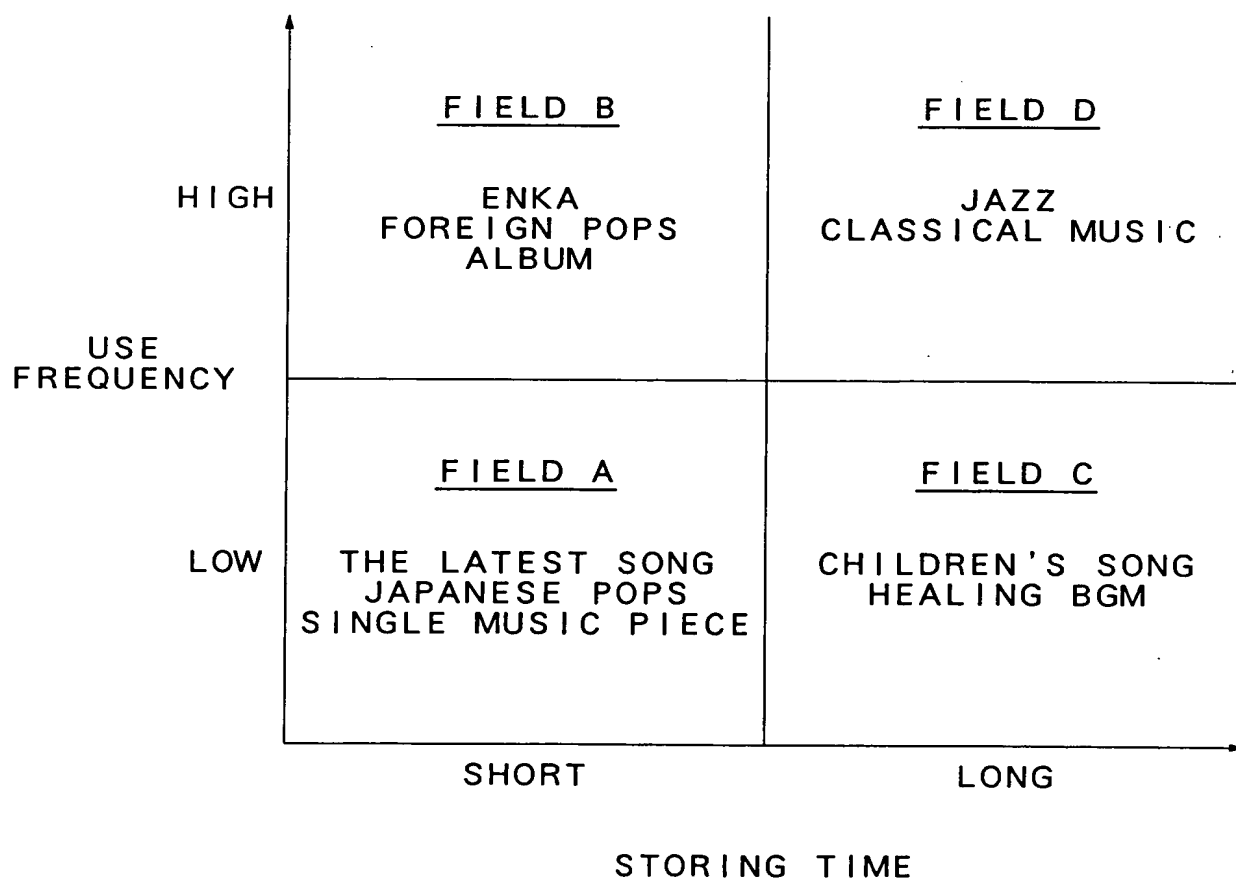 FIELD B
FIELD D
HIGH
ENKA
FOREIGN POPS
ALBUM
JAZZ
CLASSICAL MUSIC
USE
FREQUENCY
FIELD A
FIELD C
LOW
THE LATEST SONG
JAPANESE POPS
SINGLE MUSIC PIECE
CHILDREN'S SONG
HEALING BGM
SHORT
LONG
STORING TIME